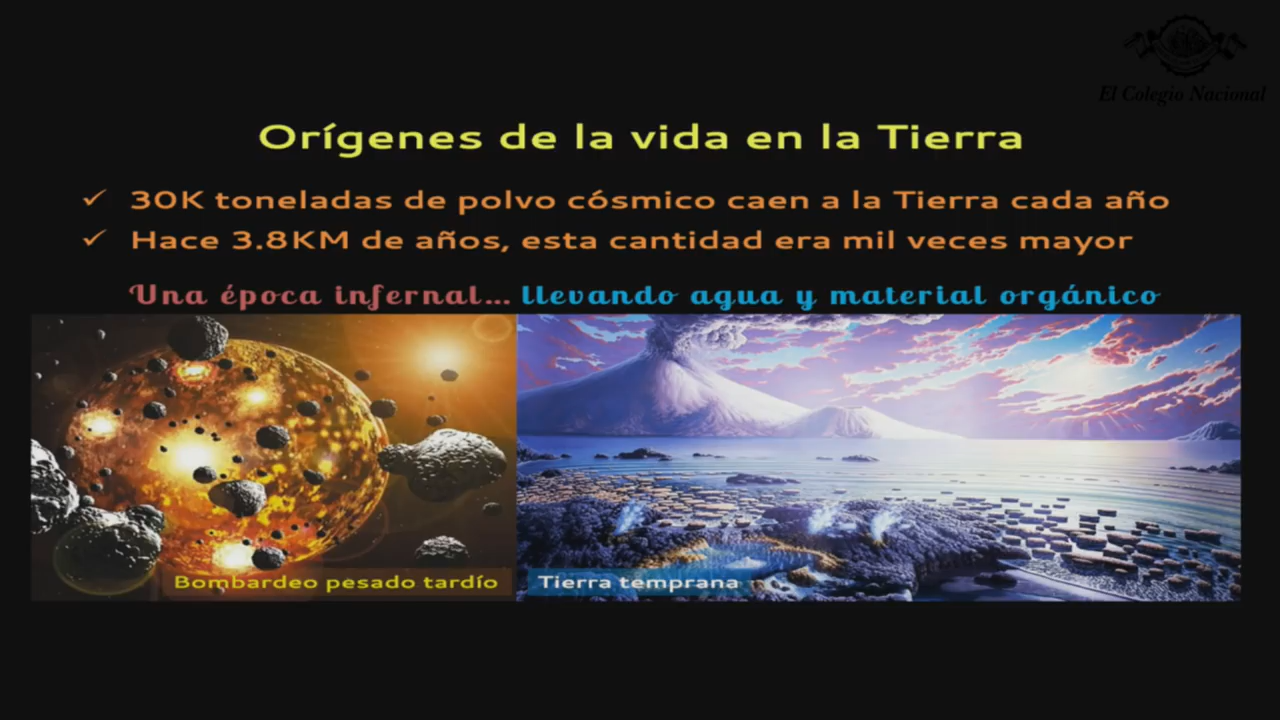 El Colegio Nacional
Orígenes de la vida en la Tierra
✓ 30K toneladas de polvo cósmico caen a la Tierra cada año
✓ Hace 3.8KM de años, esta cantidad era mil veces mayor
Una época infernal... llevando agua y material orgánico
Bombardeo pesado tardío
Tierra temprana